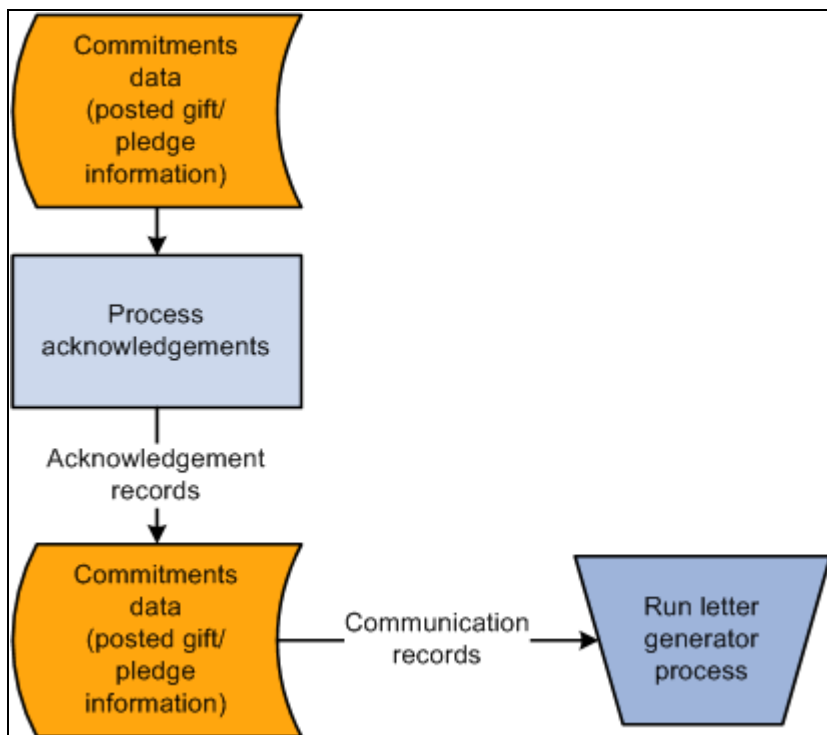 Commitments
data
(posted gift/
pledge
information)
Process
acknowledgements
Acknowledgement
records
Commitments
data
(posted gift/
pledge
information)
Communication
records
Run letter
generator
process